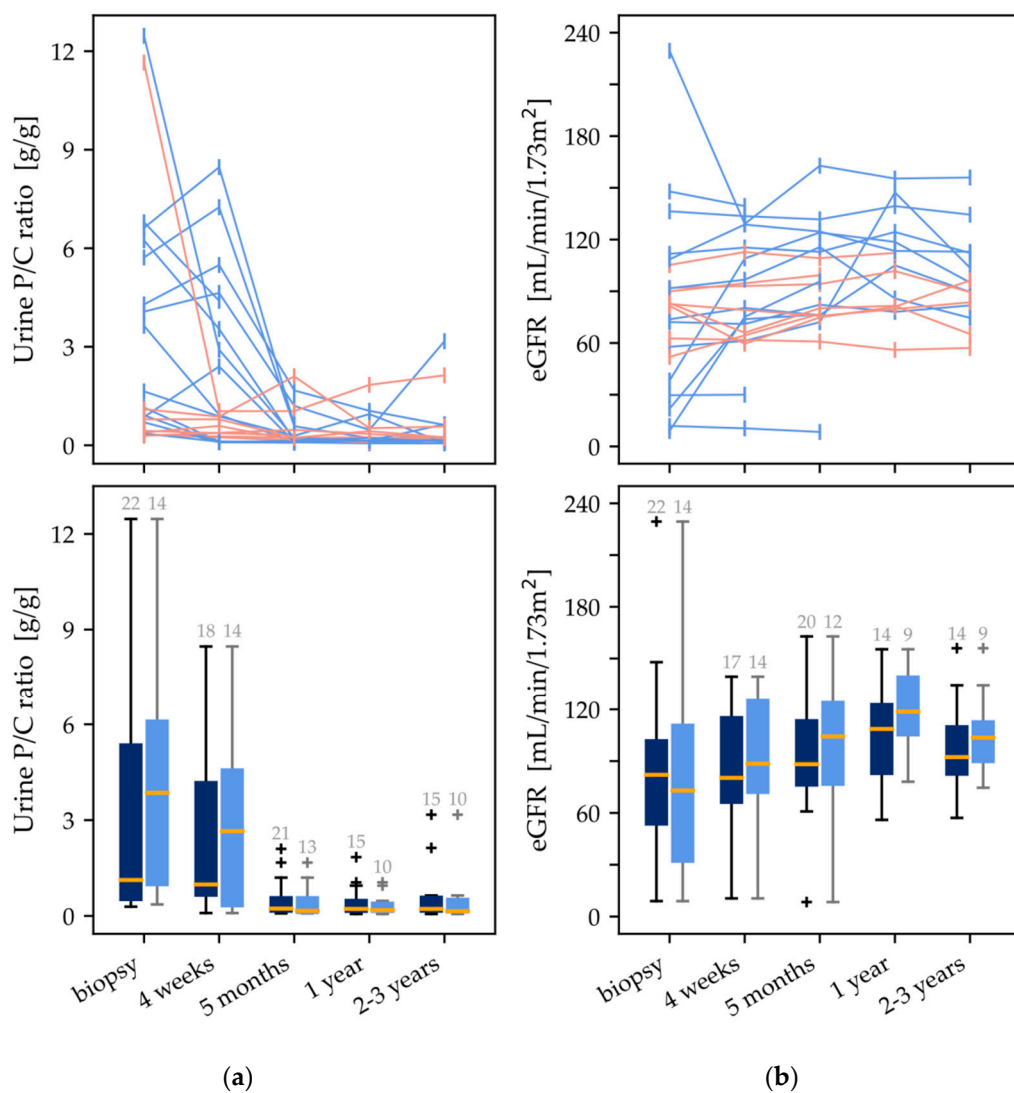 12
9
6
3
0
Urine P/C ratio [g/g]
240
180
120
60
0
eGFR [mL/min/1.73m²]
22 14
18 14
21 13
15 10
15 10
12
9
6
3
0
Urine P/C ratio [g/g]
biopsy
4 weeks
5 months
1 year
2-3 years
22 14
17 14
20 12
14 9
14 9
240
180
120
60
0
eGFR [mL/min/1.73m²]
biopsy
4 weeks
5 months
1 year
2-3 years
(a)
(b)